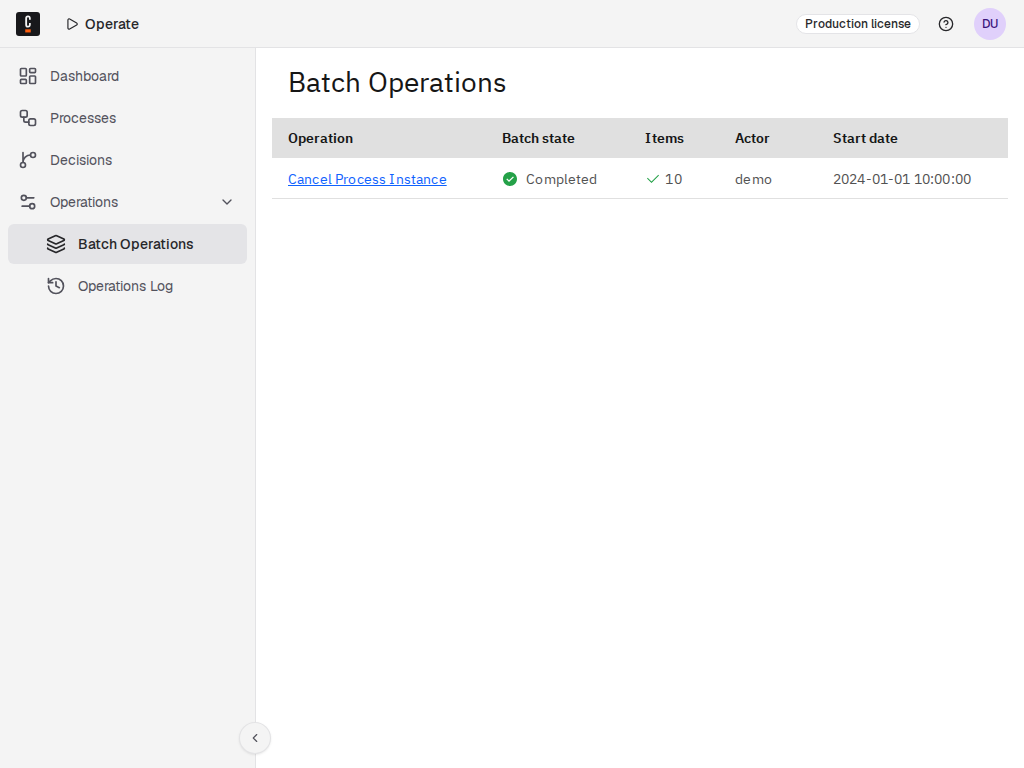 C
Operate
Production license
DU
Dashboard
Processes
Decisions
Operations
Batch Operations
Operations Log
Batch Operations
Operation Batch state Items Actor Start date
Cancel Process Instance Completed 10 demo 2024-01-01 10:00:00